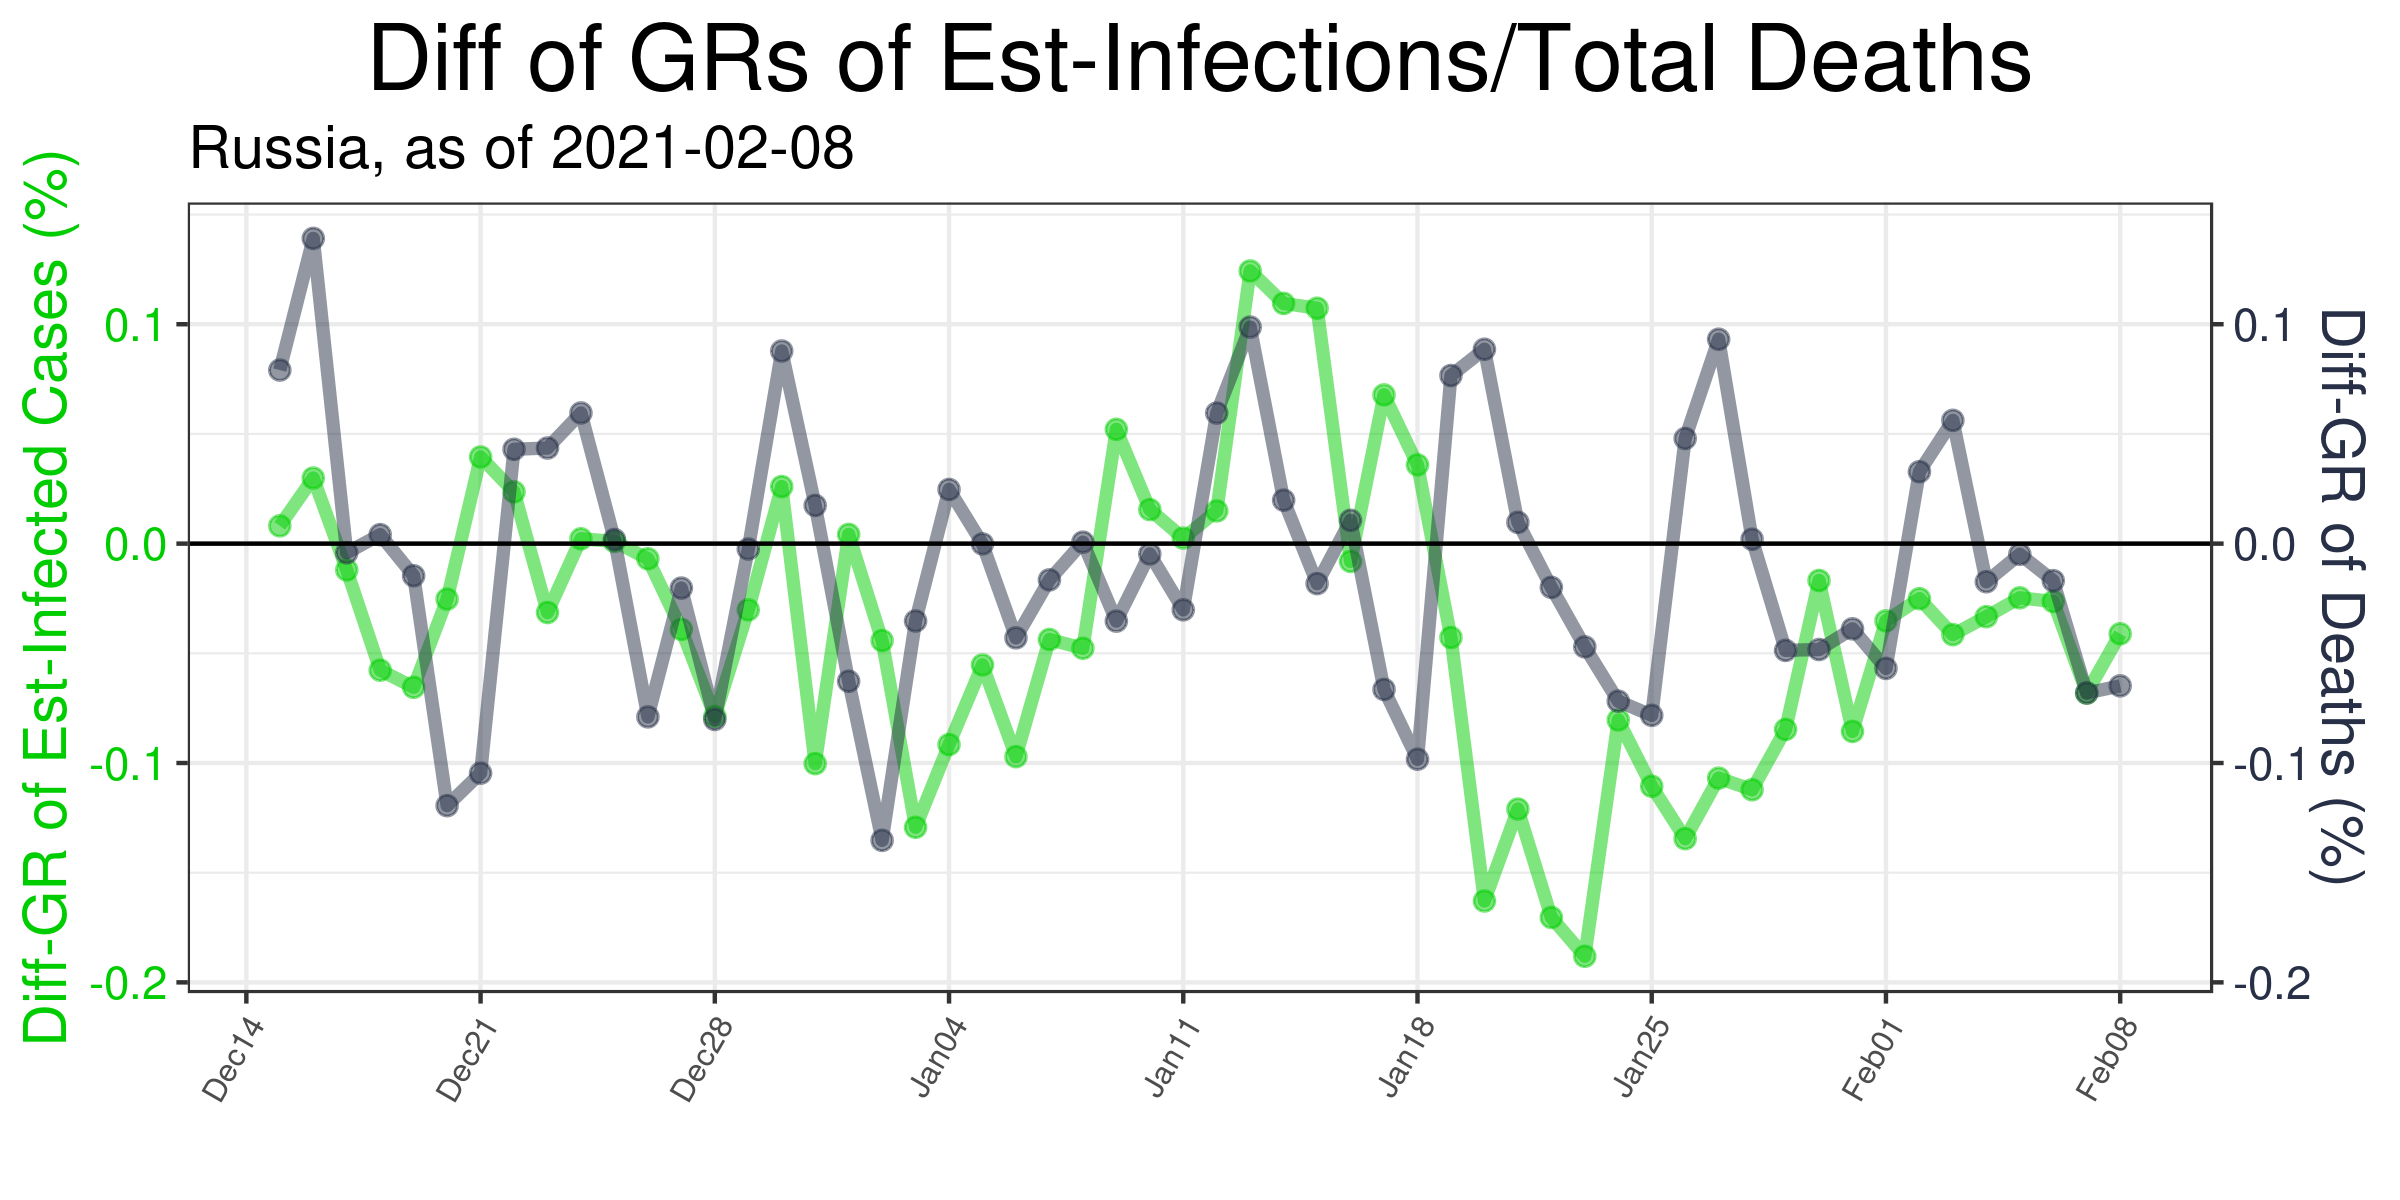 Diff of GRs of Est-Infections/Total Deaths
Russia, as of 2021-02-08
Diff-GR of Est-Infected Cases (%)
0.1
0.0
-0.1
-0.2
0.1
0.0
-0.1
-0.2
Diff-GR of Deaths (%)
Dec14
Dec21
Dec28
Jan04
Jan11
Jan18
Jan25
Feb01
Feb08